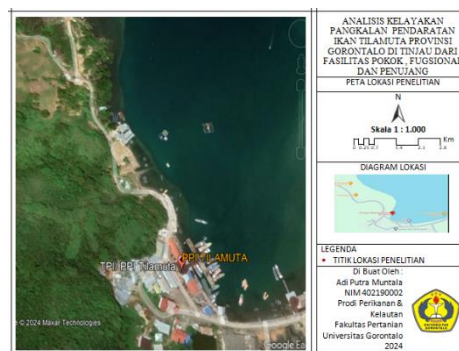 ANALISIS KELAYAKAN
PANGKALAN PENDARATAN
IKAN TILAMUTA PROVINSI
GORONTALO DI TINJAU DARI
FASILITAS POKOK , FUGSIONAL
DAN PENUJANG
PETA LOKASI PENELITIAN
N
Skala 1 : 1.000
Km
DIAGRAM LOKASI
LEGENDA
TITIK LOKASI PENELITIAN
Di Buat Oleh :
Adi Putra Muntala
NIM 402190002
Prodi Perikanan &
Kelautan
Fakultas Pertanian
Universitas Gorontalo
2024
PPI TILAMUTA
TPI PPI Tilamuta
© 2024 Maxar Technologies
Google Ea